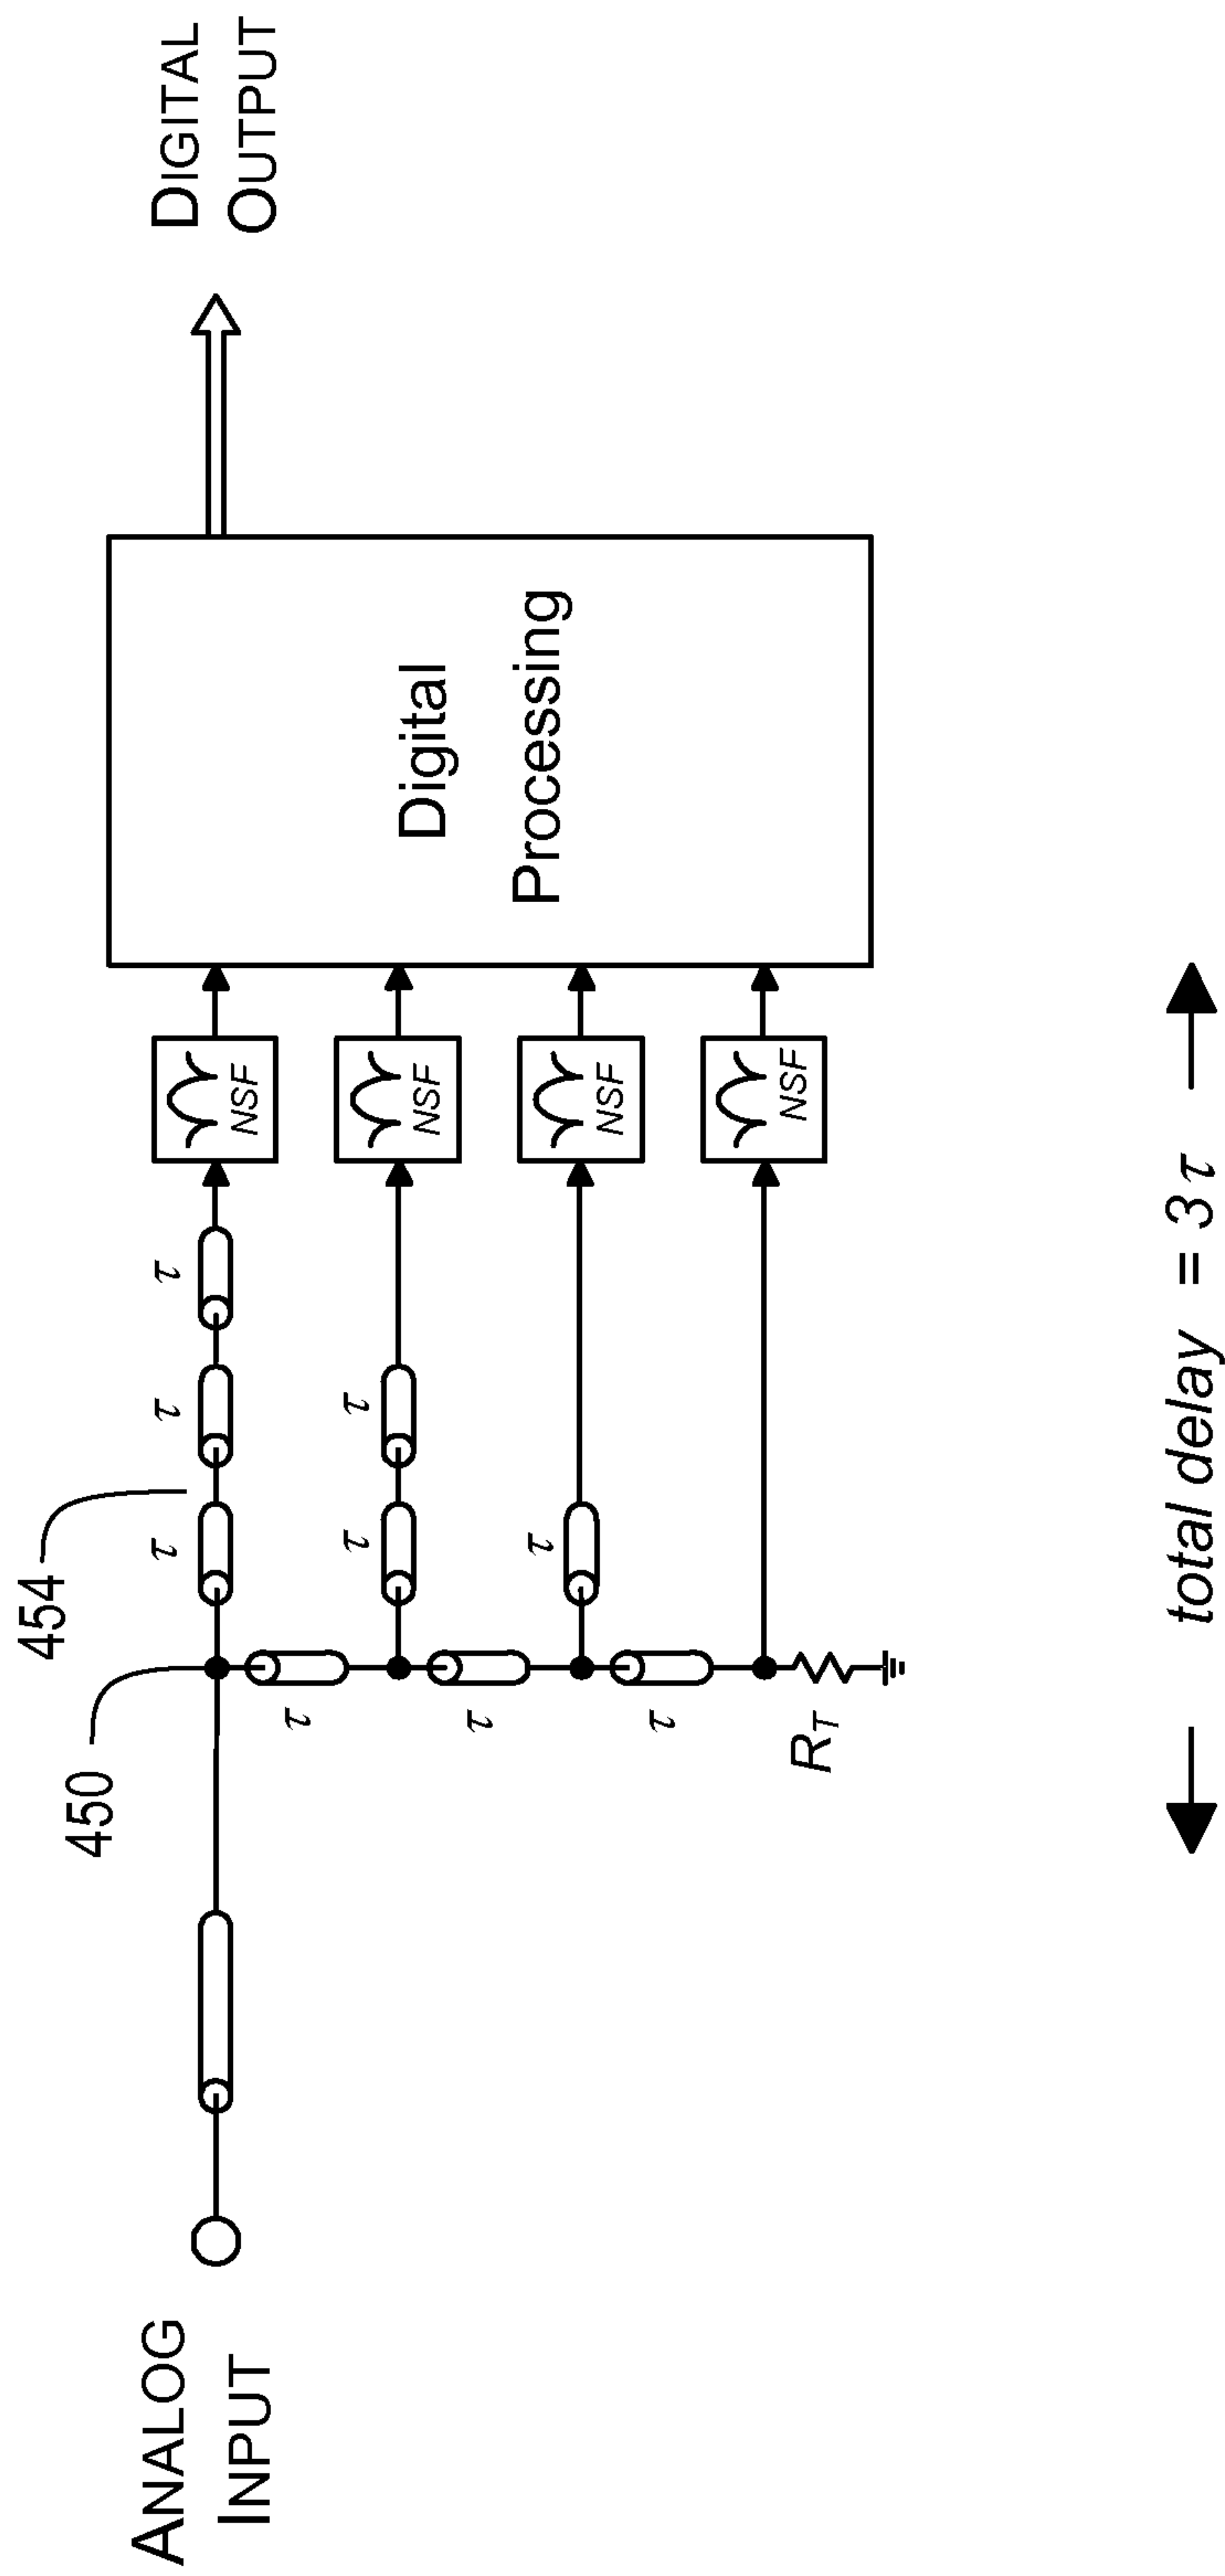 ANALOG
INPUT
450
454
τ
τ
τ
τ
τ
τ
τ
τ
τ
R_T
NSF
NSF
NSF
NSF
Digital
Processing
DIGITAL
OUTPUT
total delay = 3τ